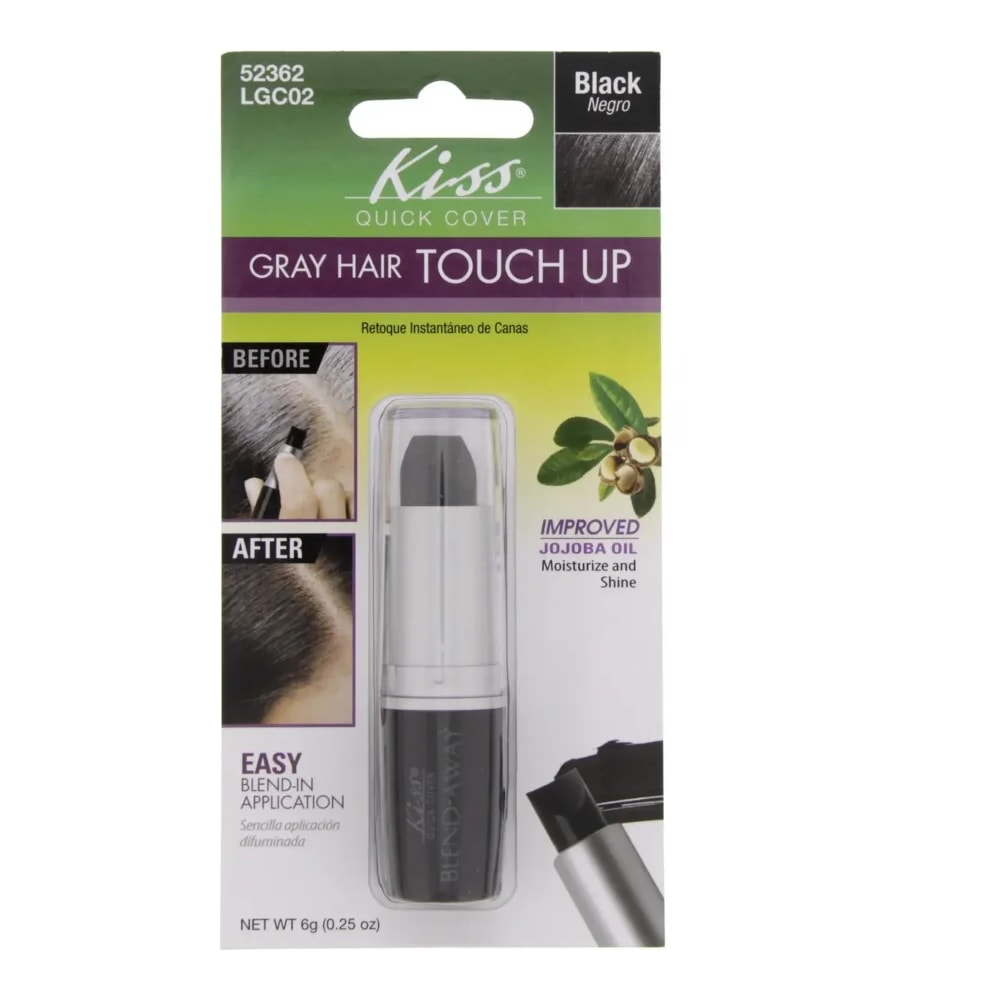 52362
LGC02
Black
Negro
Kiss®
QUICK COVER
GRAY HAIR TOUCH UP
Retoque Instantáneo de Canas
BEFORE
AFTER
IMPROVED
JOJOBA OIL
Moisturize and
Shine
EASY
BLEND-IN
APPLICATION
Sencilla aplicación
difuminada
Kiss
QUICK COVER
BLEND-AWAY
NET WT 6g (0.25 oz)